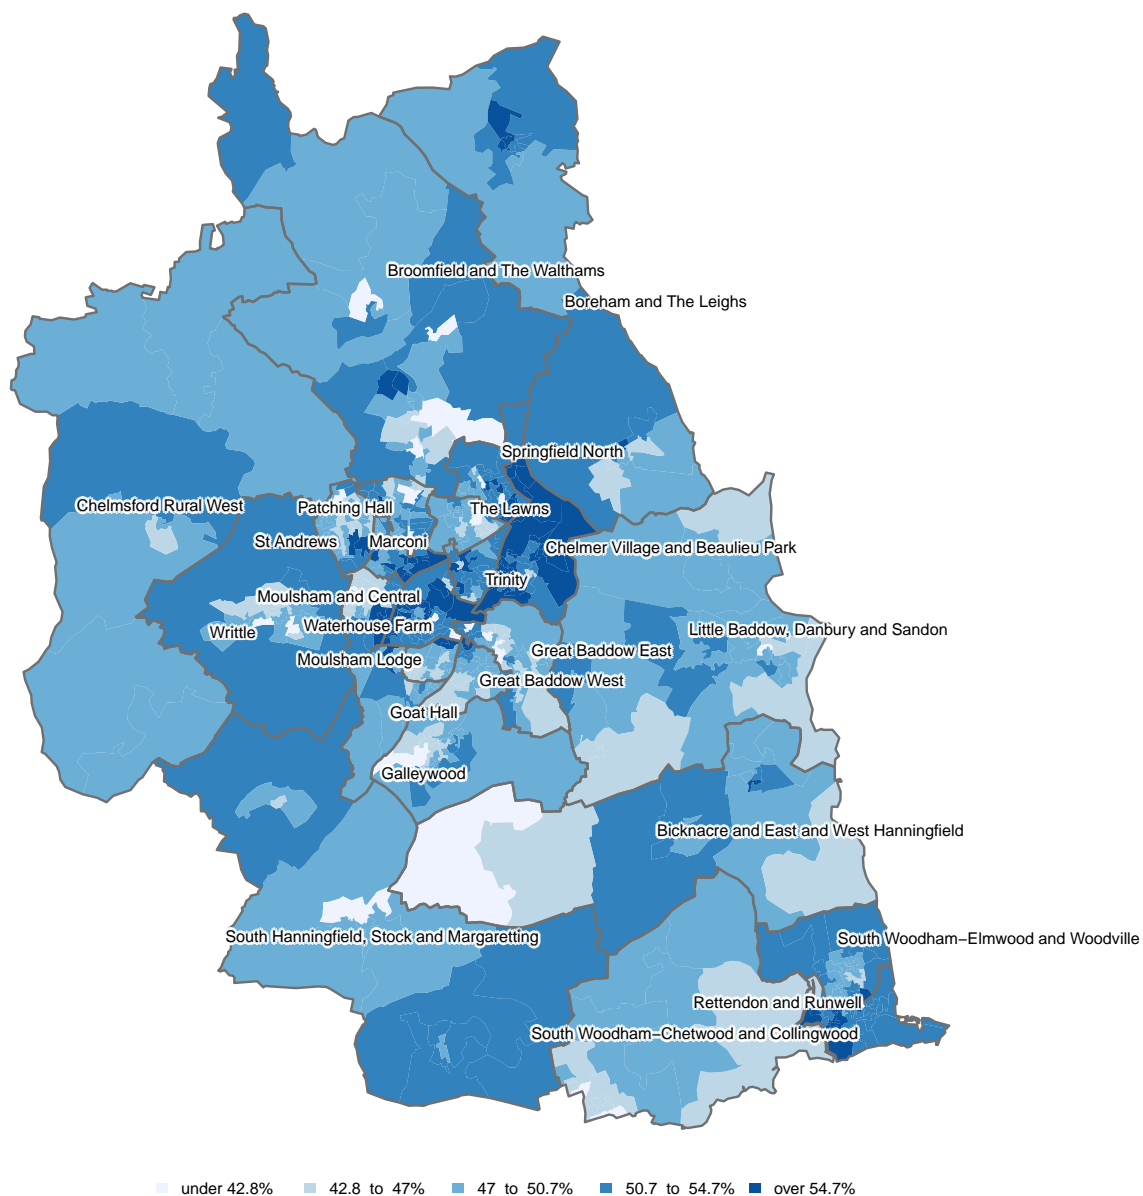 Broomfield and The Walthams
Boreham and The Leighs
Springfield North
Chelmsford Rural West
Patching Hall
The Lawns
St Andrews
Marconi
Chelmer Village and Beaulieu Park
Trinity
Moulsham and Central
Writtle
Waterhouse Farm
Little Baddow, Danbury and Sandon
Great Baddow East
Moulsham Lodge
Great Baddow West
Goat Hall
Galleywood
Bicknacre and East and West Hanningfield
South Hanningfield, Stock and Margaretting
South Woodham−Elmwood and Woodville
Rettendon and Runwell
South Woodham−Chetwood and Collingwood
under 42.8% 42.8 to 47% 47 to 50.7% 50.7 to 54.7% over 54.7%